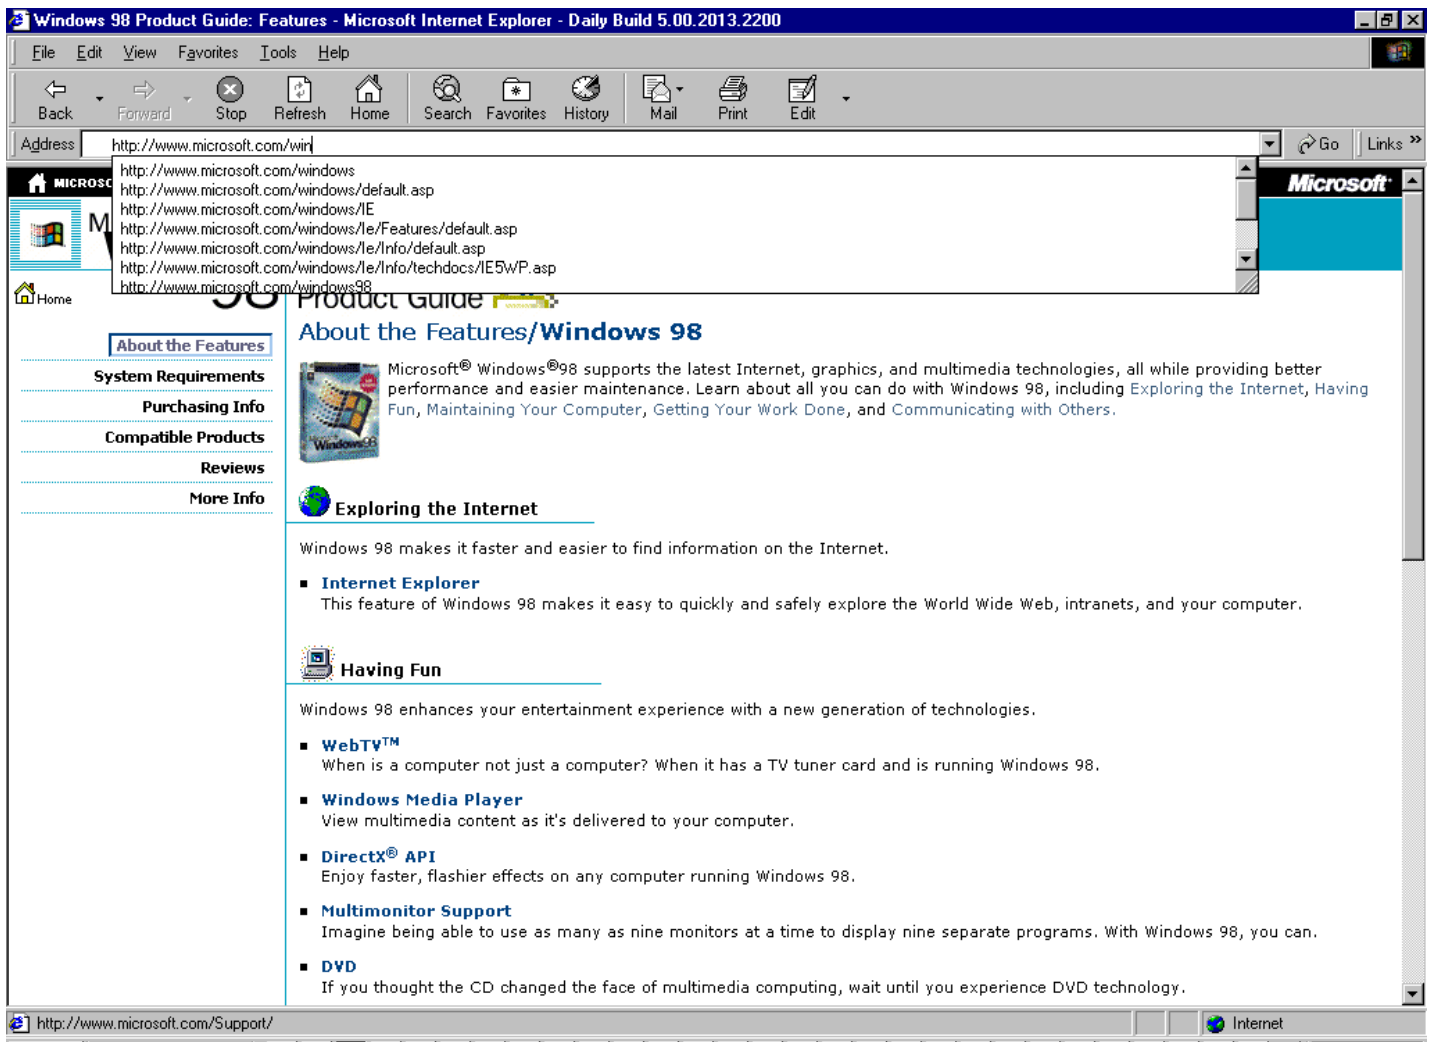 Windows 98 Product Guide: Features - Microsoft Internet Explorer - Daily Build 5.00.2013.2200
File Edit View Favorites Tools Help
Back Forward Stop Refresh Home Search Favorites History Mail Print Edit
Address http://www.microsoft.com/win Go Links »
http://www.microsoft.com/windows
http://www.microsoft.com/windows/default.asp
http://www.microsoft.com/windows/IE
http://www.microsoft.com/windows/Ie/Features/default.asp
http://www.microsoft.com/windows/Ie/Info/default.asp
http://www.microsoft.com/windows/Ie/Info/techdocs/IE5WP.asp
http://www.microsoft.com/windows98
MICROSO
Microsoft
M
Home
98 Product Guide
About the Features
System Requirements
Purchasing Info
Compatible Products
Reviews
More Info
About the Features/Windows 98
Microsoft® Windows®98 supports the latest Internet, graphics, and multimedia technologies, all while providing better
performance and easier maintenance. Learn about all you can do with Windows 98, including Exploring the Internet, Having
Fun, Maintaining Your Computer, Getting Your Work Done, and Communicating with Others.
Windows98
Exploring the Internet
Windows 98 makes it faster and easier to find information on the Internet.
■ Internet Explorer
This feature of Windows 98 makes it easy to quickly and safely explore the World Wide Web, intranets, and your computer.
Having Fun
Windows 98 enhances your entertainment experience with a new generation of technologies.
■ WebTV™
When is a computer not just a computer? When it has a TV tuner card and is running Windows 98.
■ Windows Media Player
View multimedia content as it's delivered to your computer.
■ DirectX® API
Enjoy faster, flashier effects on any computer running Windows 98.
■ Multimonitor Support
Imagine being able to use as many as nine monitors at a time to display nine separate programs. With Windows 98, you can.
■ DVD
If you thought the CD changed the face of multimedia computing, wait until you experience DVD technology.
http://www.microsoft.com/Support/
Internet